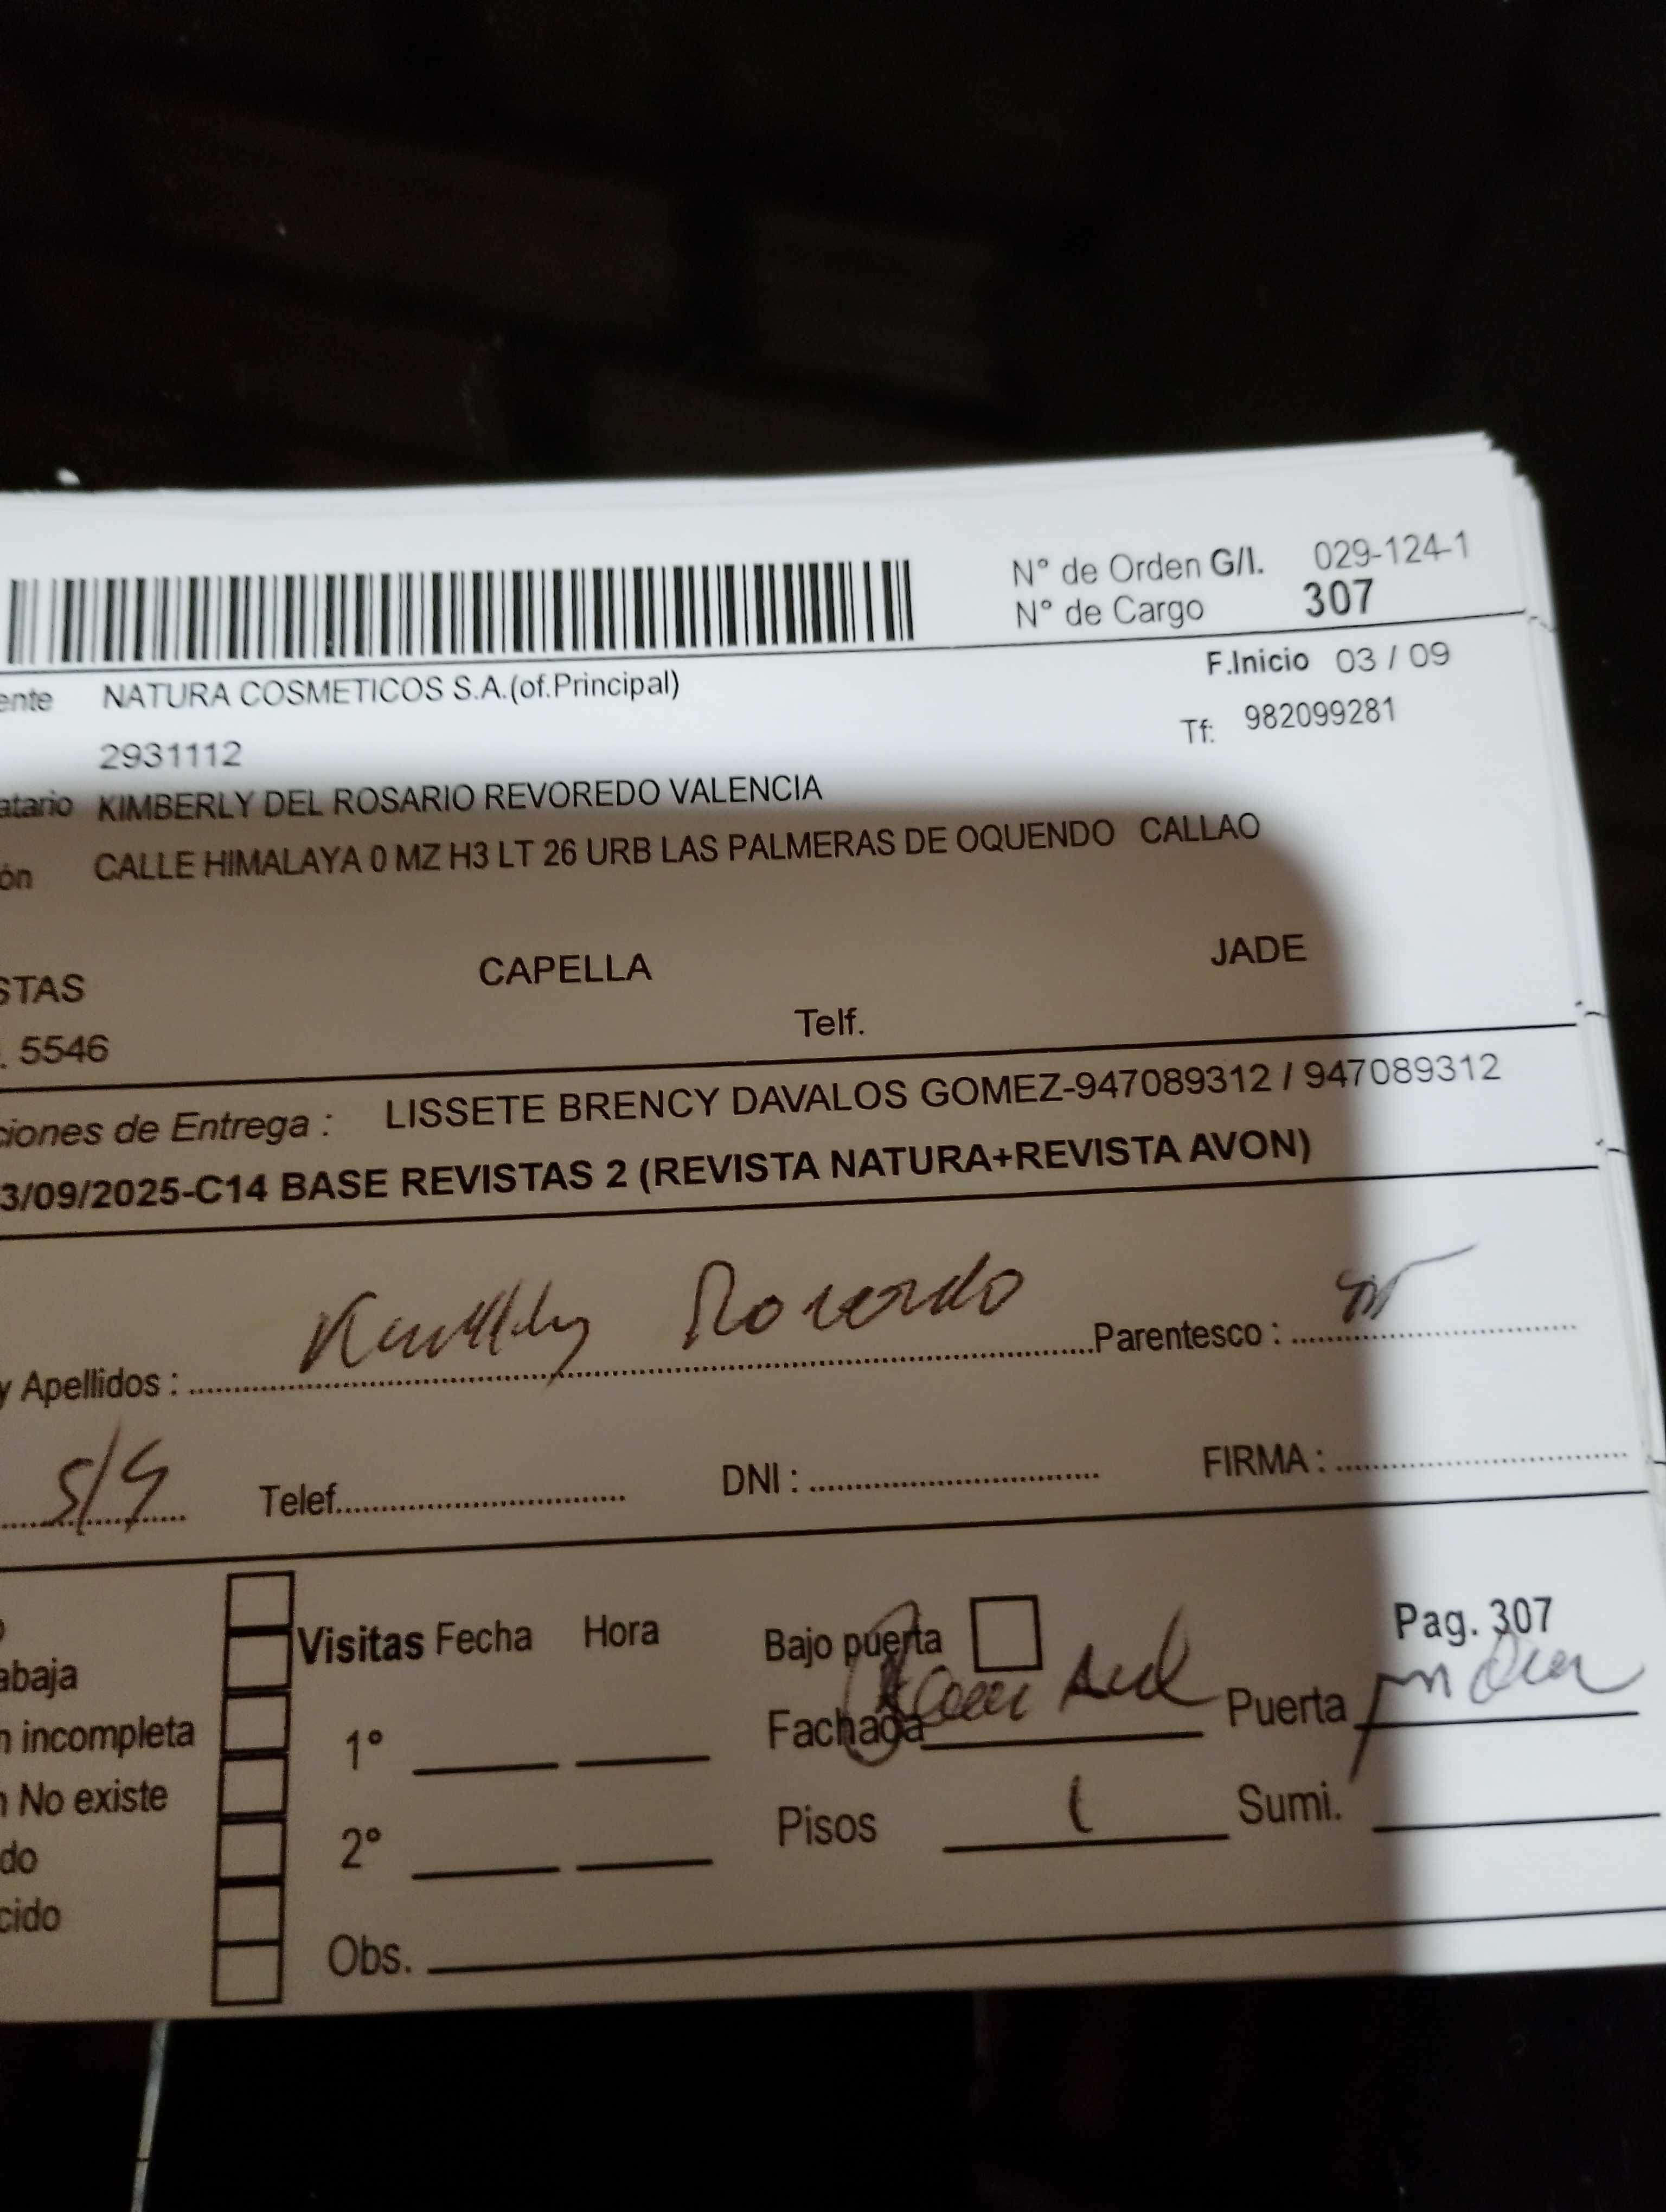 N° de Orden G/I. 029-124-1
N° de Cargo 307
ente NATURA COSMETICOS S.A.(of.Principal) F.Inicio 03 / 09
2931112 Tf: 982099281
atario KIMBERLY DEL ROSARIO REVOREDO VALENCIA
ón CALLE HIMALAYA 0 MZ H3 LT 26 URB LAS PALMERAS DE OQUENDO CALLAO
STAS CAPELLA JADE
. 5546 Telf.
ciones de Entrega : LISSETE BRENCY DAVALOS GOMEZ-947089312 / 947089312
3/09/2025-C14 BASE REVISTAS 2 (REVISTA NATURA+REVISTA AVON)
y Apellidos : Parentesco :
Telef. DNI : FIRMA :
Visitas Fecha Hora Bajo puerta Pag. 307
abaja
n incompleta 1° Fachada Puerta
n No existe
do 2° Pisos 1 Sumi.
cido
Obs.